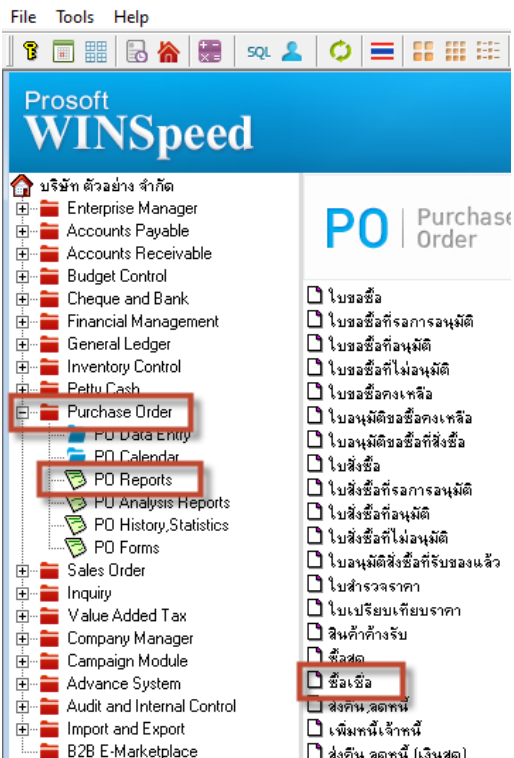 File Tools Help
SQL
Prosoft
WINSpeed
บริษัท ตัวอย่าง จำกัด
Enterprise Manager
Accounts Payable
Accounts Receivable
Budget Control
Cheque and Bank
Financial Management
General Ledger
Inventory Control
Petty Cash
Purchase Order
PO Data Entry
PO Calendar
PO Reports
PO Analysis Reports
PO History,Statistics
PO Forms
Sales Order
Inquiry
Value Added Tax
Company Manager
Campaign Module
Advance System
Audit and Internal Control
Import and Export
B2B E-Marketplace
PO
Purchase
Order
ใบขอซื้อ
ใบขอซื้อที่รอการอนุมัติ
ใบขอซื้อที่อนุมัติ
ใบขอซื้อที่ไม่อนุมัติ
ใบขอซื้อคงเหลือ
ใบอนุมัติขอซื้อคงเหลือ
ใบอนุมัติขอซื้อที่สั่งซื้อ
ใบสั่งซื้อ
ใบสั่งซื้อที่รอการอนุมัติ
ใบสั่งซื้อที่อนุมัติ
ใบสั่งซื้อที่ไม่อนุมัติ
ใบอนุมัติสั่งซื้อที่รับของแล้ว
ใบสำรวจราคา
ใบเปรียบเทียบราคา
สินค้าค้างรับ
ซื้อสด
ซื้อเชื่อ
ส่งคืน,ลดหนี้
เพิ่มหนี้เจ้าหนี้
ส่งคืน,ลดหนี้ (เงินสด)